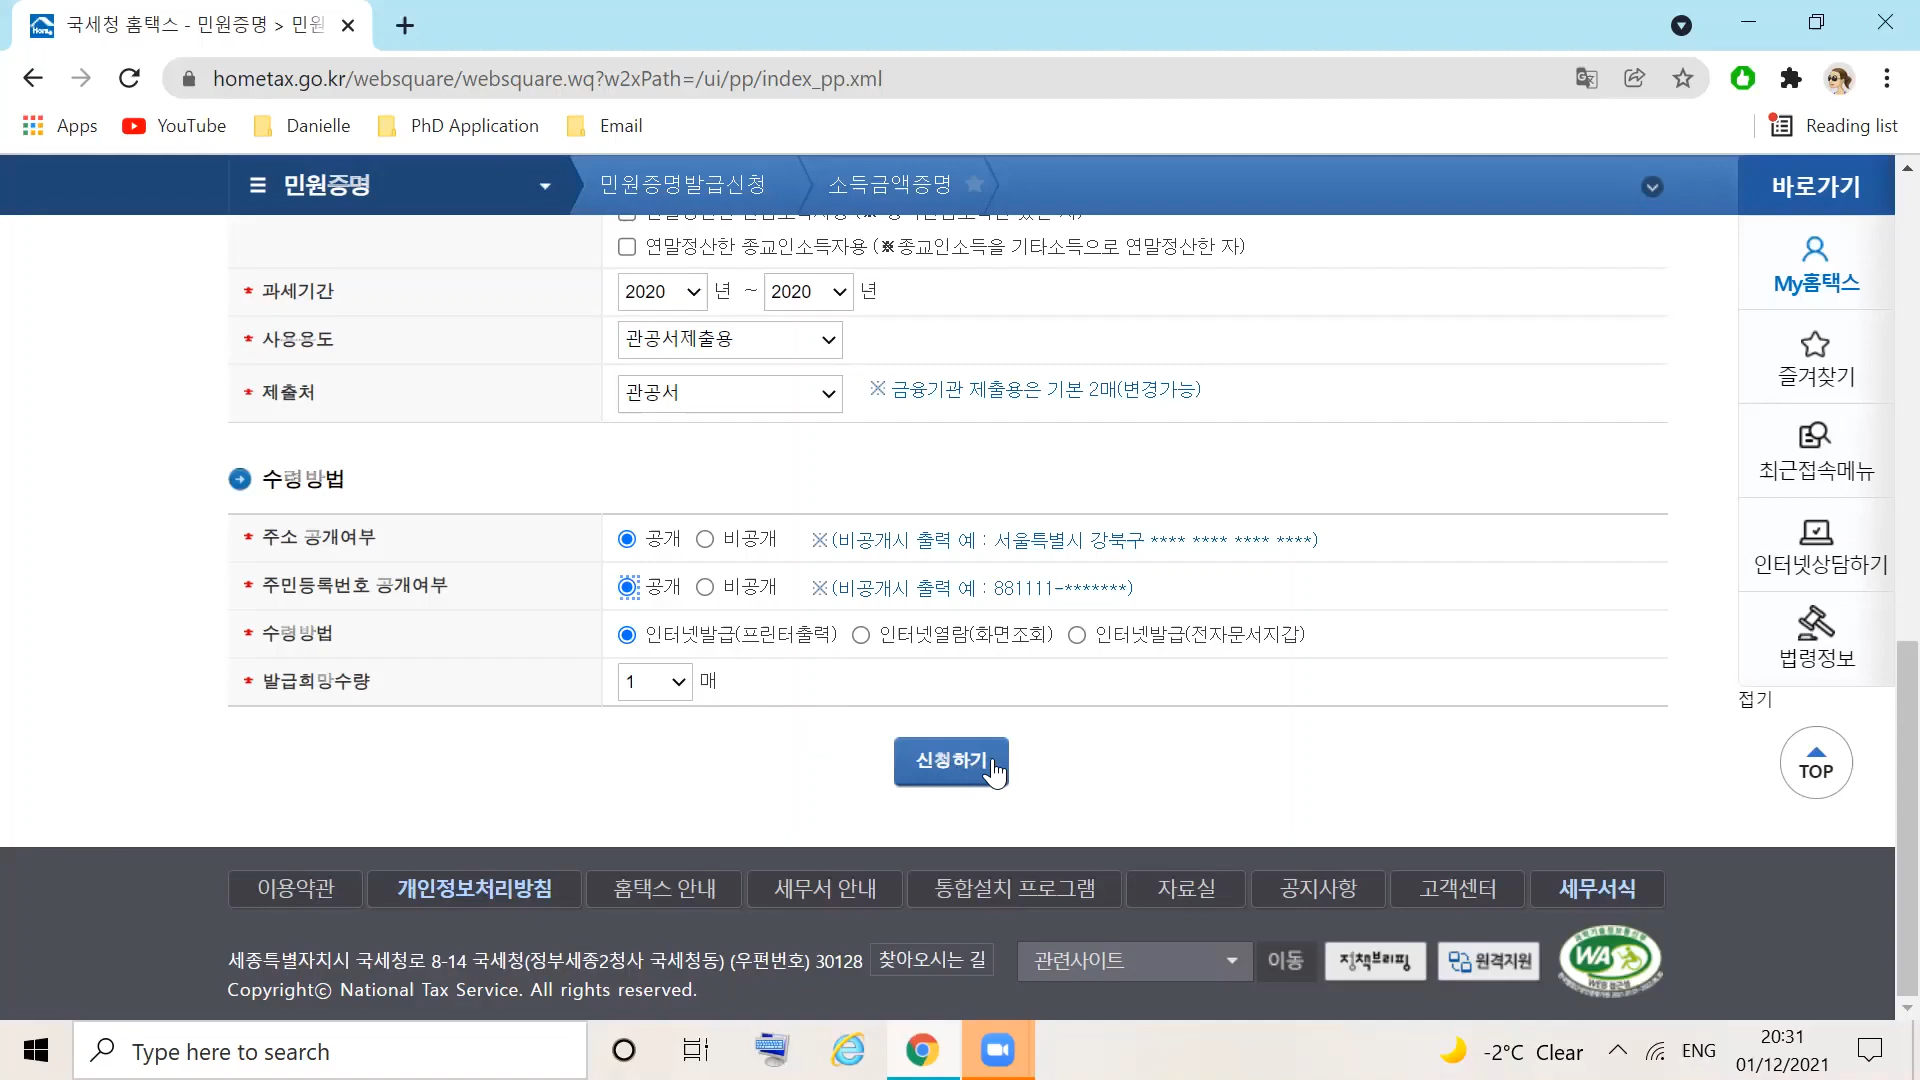 국세청 홈택스 - 민원증명 > 민원
hometax.go.kr/websquare/websquare.wq?w2xPath=/ui/pp/index_pp.xml
Apps YouTube Danielle PhD Application Email Reading list
민원증명 민원증명발급신청 소득금액증명 바로가기
연말정산한 종교인소득자용 (※종교인소득을 기타소득으로 연말정산한 자)
* 과세기간 2020 년 ~ 2020 년
My홈택스
* 사용용도 관공서제출용
* 제출처 관공서 ※ 금융기관 제출용은 기본 2매(변경가능)
즐겨찾기
수령방법
최근접속메뉴
* 주소 공개여부 공개 비공개 ※(비공개시 출력 예 : 서울특별시 강북구 **** **** **** ****)
인터넷상담하기
* 주민등록번호 공개여부 공개 비공개 ※(비공개시 출력 예 : 881111-*******)
* 수령방법 인터넷발급(프린터출력) 인터넷열람(화면조회) 인터넷발급(전자문서지갑)
법령정보
* 발급희망수량 1 매
접기
신청하기
TOP
이용약관 개인정보처리방침 홈택스 안내 세무서 안내 통합설치 프로그램 자료실 공지사항 고객센터 세무서식
세종특별자치시 국세청로 8-14 국세청(정부세종2청사 국세청동) (우편번호) 30128 찾아오시는 길 관련사이트 이동 정책브리핑 원격지원 WA
Copyrightⓒ National Tax Service. All rights reserved.
Type here to search -2°C Clear ENG 20:31
01/12/2021